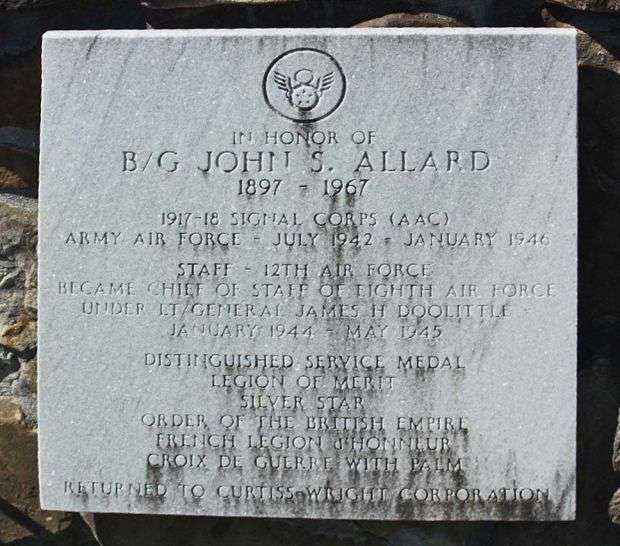 IN HONOR OF
B/G JOHN S. ALLARD
1897 - 1967
1917-18 SIGNAL CORPS (AAC)
ARMY AIR FORCE - JULY 1942 - JANUARY 1946
STAFF - 12TH AIR FORCE
BECAME CHIEF OF STAFF OF EIGHTH AIR FORCE
UNDER LT/GENERAL JAMES H DOOLITTLE
JANUARY 1944 - MAY 1945
DISTINGUISHED SERVICE MEDAL
LEGION OF MERIT
SILVER STAR
ORDER OF THE BRITISH EMPIRE
FRENCH LEGION D'HONNEUR
CROIX DE GUERRE WITH PALM
RETURNED TO CURTISS-WRIGHT CORPORATION